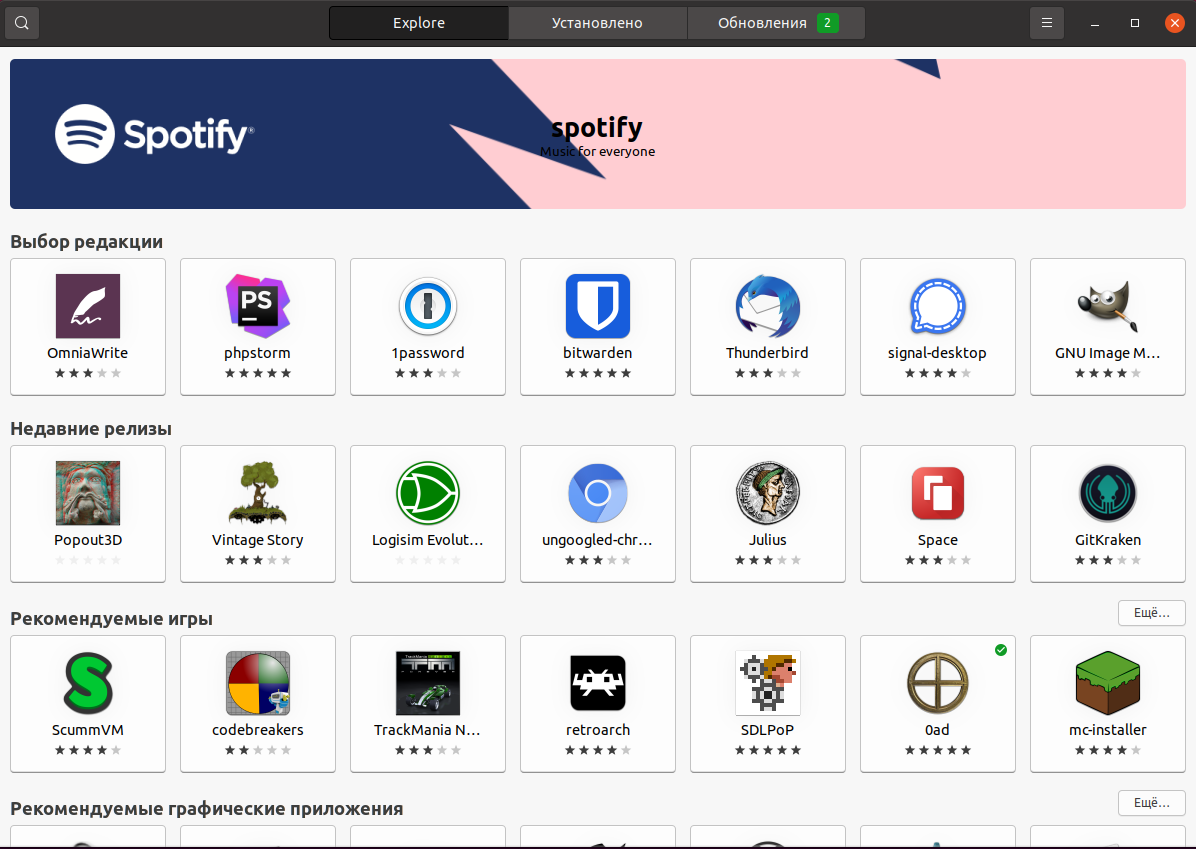 Explore
Установлено
Обновления 2
Spotify®
spotify
Music for everyone
Выбор редакции
PS
OmniaWrite
phpstorm
1password
bitwarden
Thunderbird
signal-desktop
GNU Image M…
Недавние релизы
Popout3D
Vintage Story
Logisim Evolut…
ungoogled-chr…
Julius
Space
GitKraken
Рекомендуемые игры
Ещё…
ScummVM
codebreakers
TrackMania N…
retroarch
SDLPoP
0ad
mc-installer
Рекомендуемые графические приложения
Ещё…